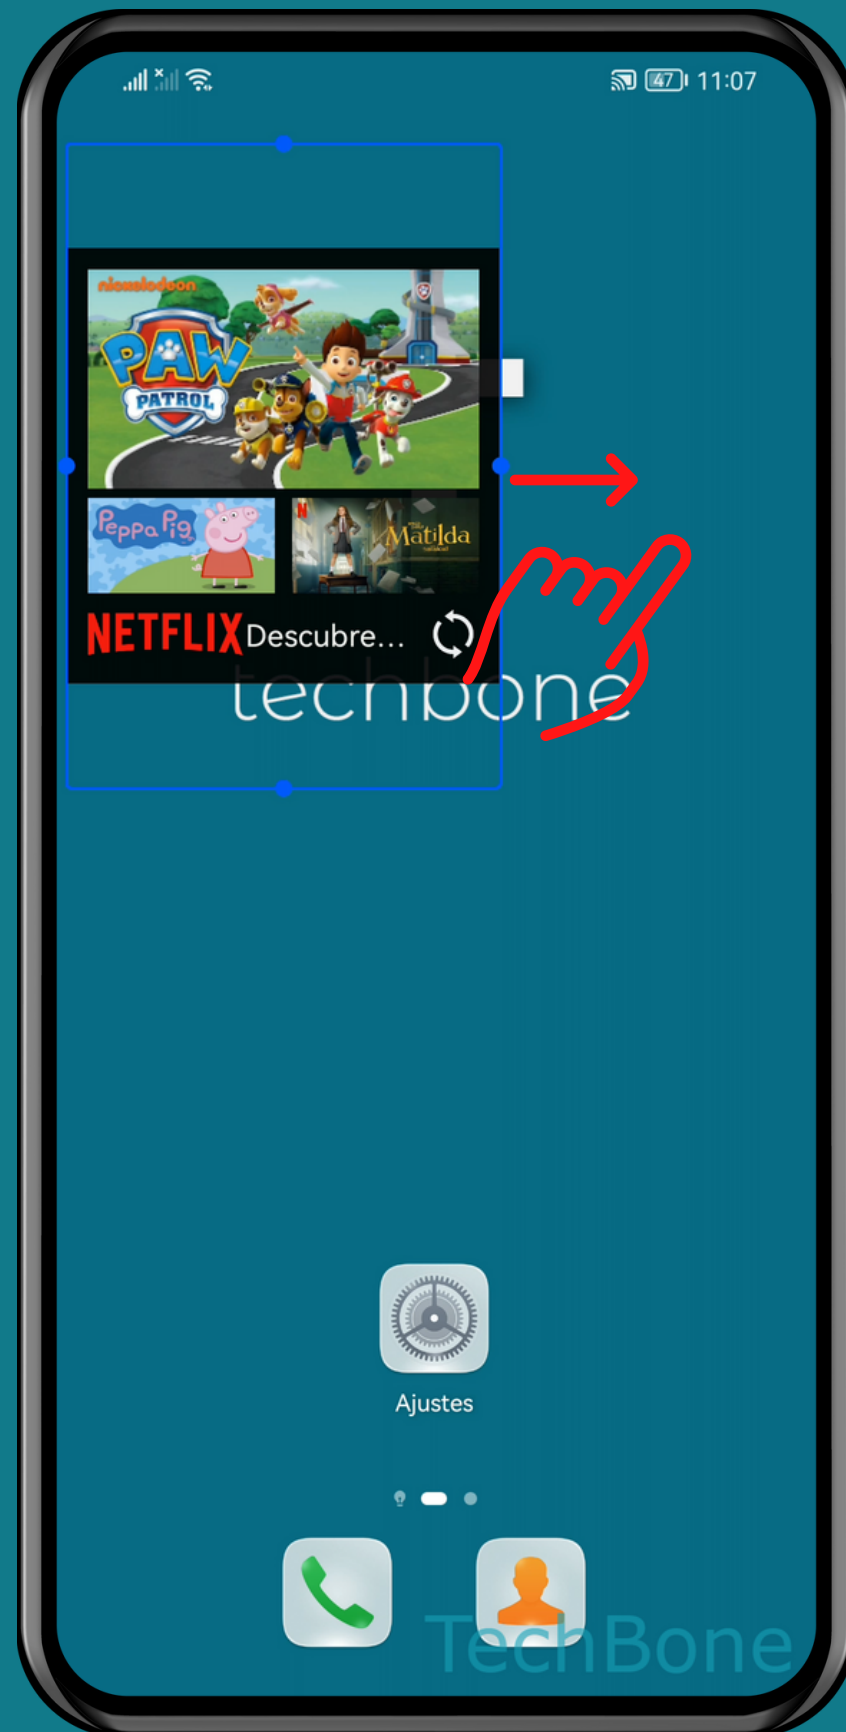 47 11:07
nickelodeon
PAW
PATROL
Peppa Pig
N
Matilda
NETFLIX Descubre...
techbone
Ajustes
TechBone